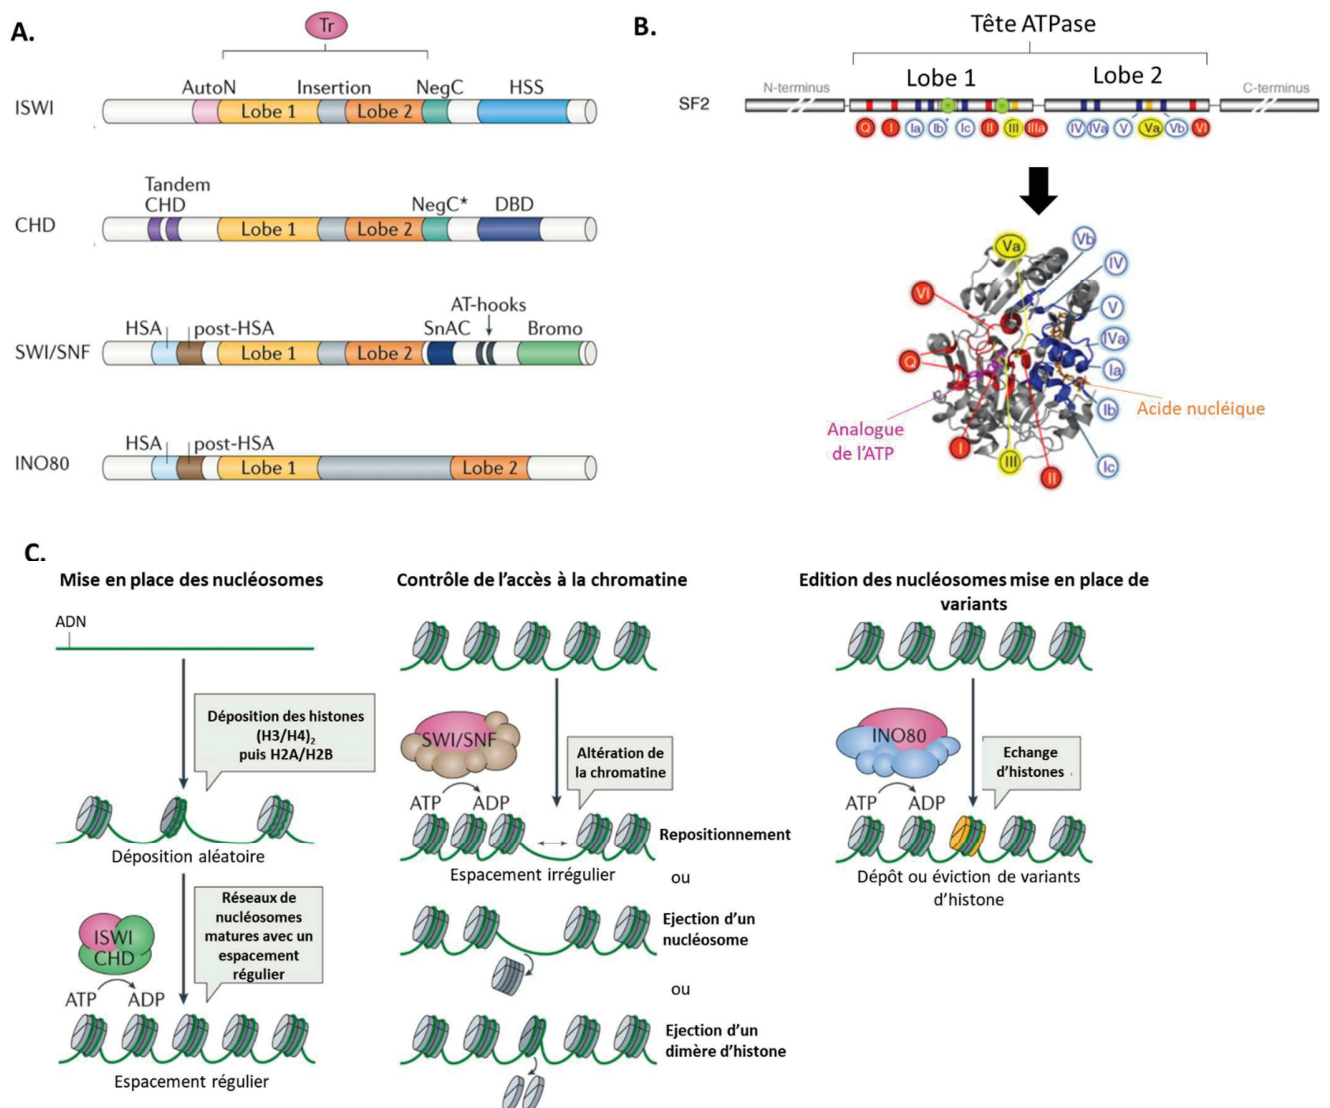 A.
Tr
AutoN Insertion NegC HSS
ISWI Lobe 1 Lobe 2
Tandem
CHD
NegC* DBD
CHD Lobe 1 Lobe 2
AT-hooks
HSA post-HSA SnAC Bromo
SWI/SNF Lobe 1 Lobe 2
HSA post-HSA
INO80 Lobe 1 Lobe 2
B.
Tête ATPase
Lobe 1 Lobe 2
N-terminus C-terminus
SF2
Q I Ia Ib Ic II III IIIa IV IVa V Va Vb VI
Va Vb
IV
VI
V
IVa
Q
Ia
Ib
Acide nucléique
Analogue
de l'ATP
I III II Ic
C.
Mise en place des nucléosomes
ADN
Déposition des histones
(H3/H4)2
puis H2A/H2B
Déposition aléatoire
Réseaux de
nucléosomes
matures avec un
espacement
régulier
ISWI
CHD
ATP ADP
Espacement régulier
Contrôle de l'accès à la chromatine
SWI/SNF
Altération de
la chromatine
ATP ADP
Repositionnement
Espacement irrégulier
ou
Ejection d'un
nucléosome
ou
Ejection d'un
dimère d'histone
Edition des nucléosomes mise en place de
variants
INO80
Echange
d'histones
ATP ADP
Dépôt ou éviction de variants
d'histone